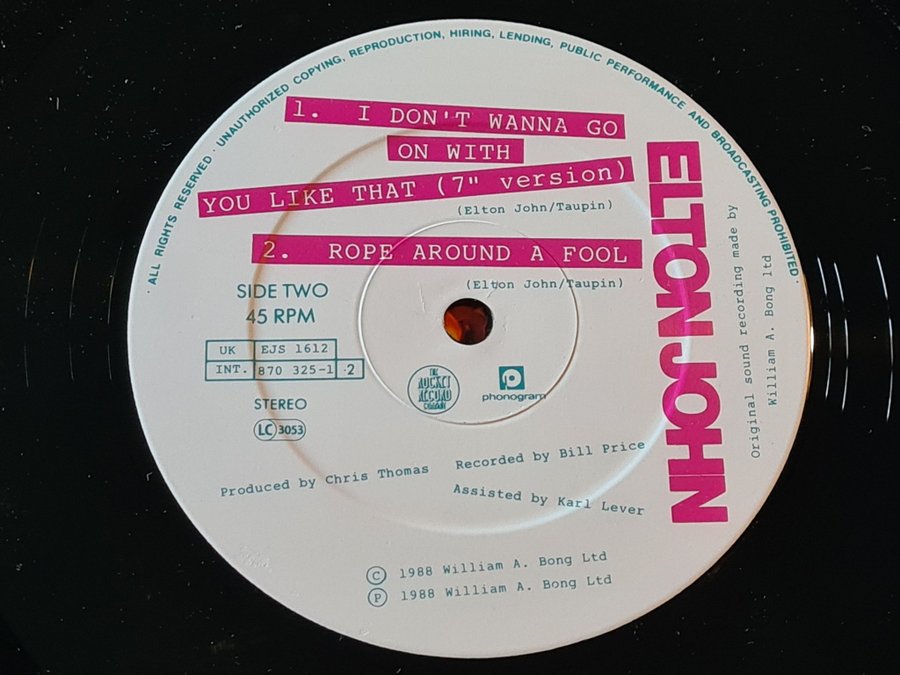 · ALL RIGHTS RESERVED · UNAUTHORIZED COPYING, REPRODUCTION, HIRING, LENDING, PUBLIC PERFORMANCE AND BROADCASTING PROHIBITED ·
1. I DON'T WANNA GO
ON WITH
YOU LIKE THAT (7" version)
(Elton John/Taupin)
2. ROPE AROUND A FOOL
(Elton John/Taupin)
SIDE TWO
45 RPM
UK EJS 1612
INT. 870 325-1 2
STEREO
LC 3053
THE
ROCKET
RECORD
COMPANY
phonogram
ELTON JOHN
Original sound recording made by
William A. Bong ltd
Produced by Chris Thomas
Recorded by Bill Price
Assisted by Karl Lever
C 1988 William A. Bong Ltd
P 1988 William A. Bong Ltd